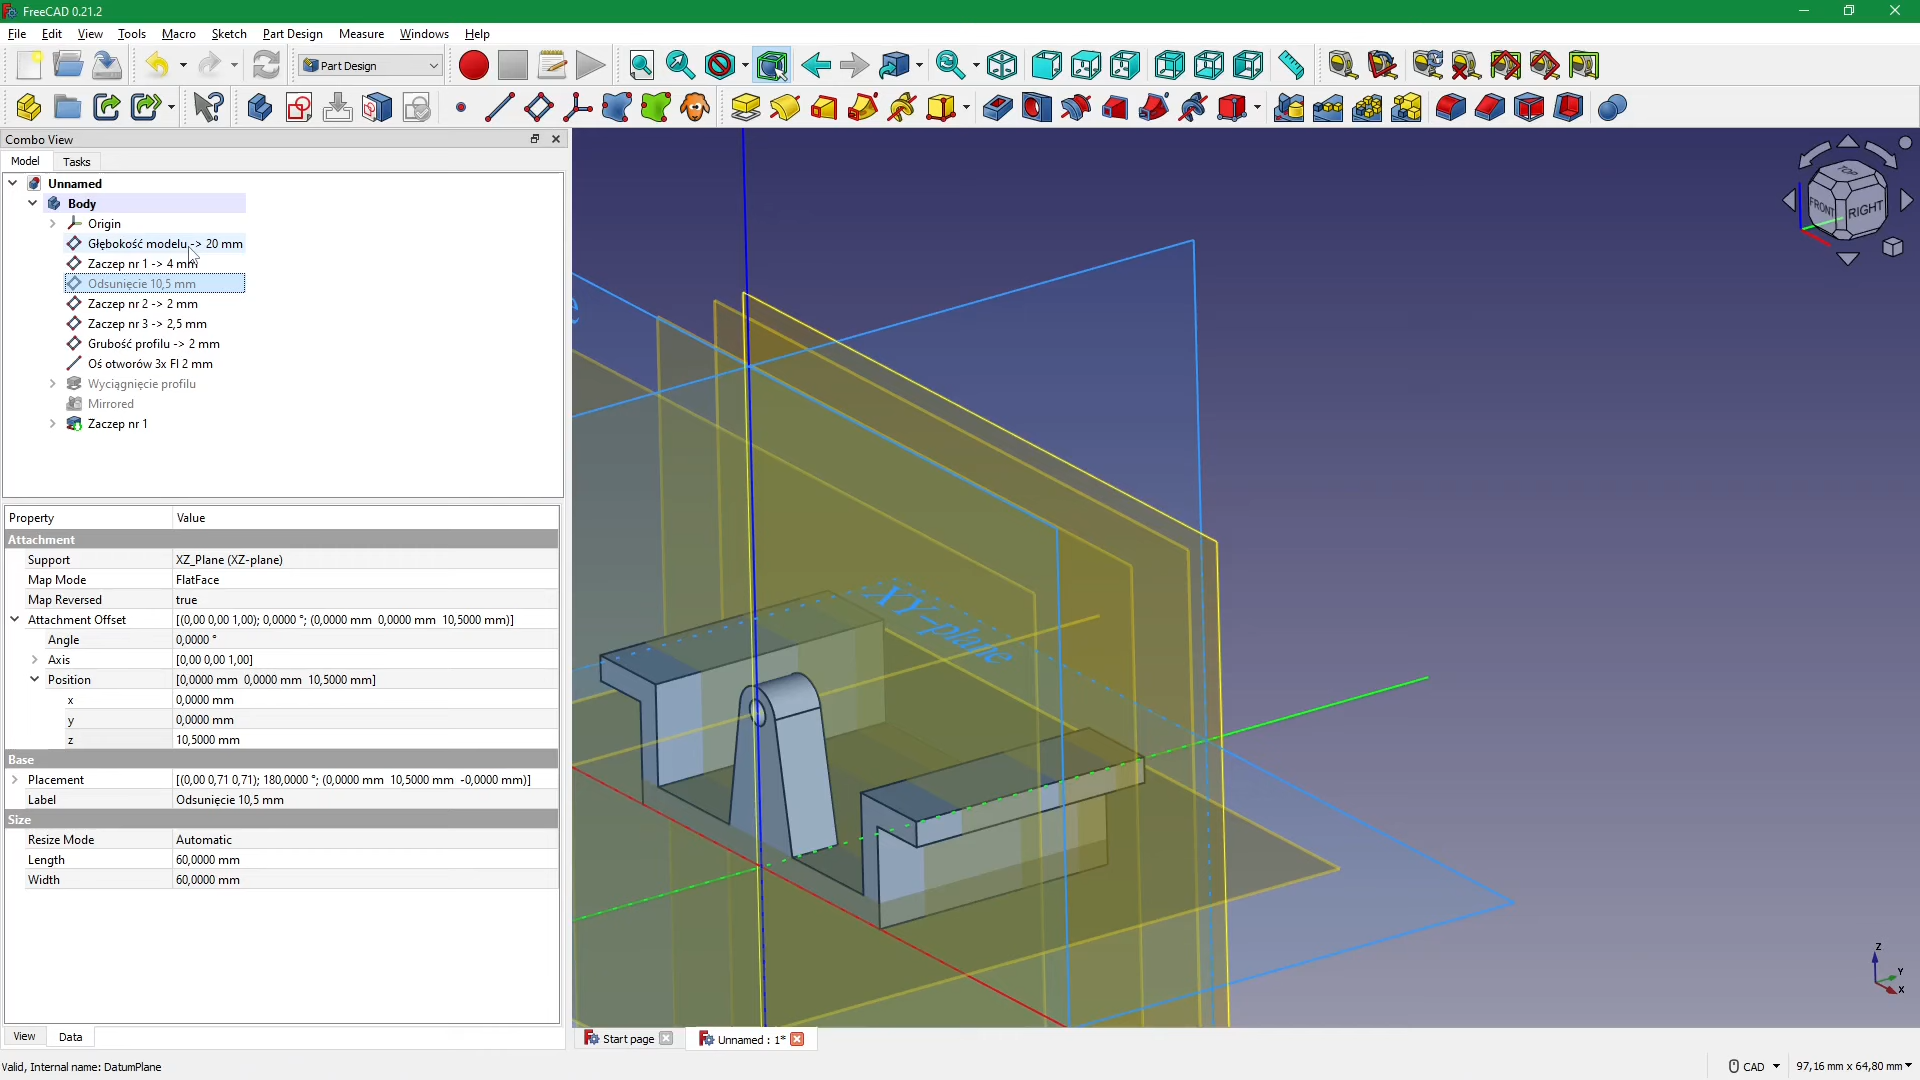 FreeCAD 0.21.2
File Edit View Tools Macro Sketch Part Design Measure Windows Help
Part Design
Combo View
Model Tasks
Unnamed
Body
Origin
Głębokość modelu -> 20 mm
Zaczep nr 1 -> 4 mm
Odsunięcie 10,5 mm
Zaczep nr 2 -> 2 mm
Zaczep nr 3 -> 2,5 mm
Grubość profilu -> 2 mm
Oś otworów 3x FI 2 mm
Wyciągnięcie profilu
Mirrored
Zaczep nr 1
Property Value
Attachment
Support XZ_Plane (XZ-plane)
Map Mode FlatFace
Map Reversed true
Attachment Offset [(0,00 0,00 1,00); 0,0000 °; (0,0000 mm 0,0000 mm 10,5000 mm)]
Angle 0,0000 °
Axis [0,00 0,00 1,00]
Position [0,0000 mm 0,0000 mm 10,5000 mm]
x 0,0000 mm
y 0,0000 mm
z 10,5000 mm
Base
Placement [(0,00 0,71 0,71); 180,0000 °; (0,0000 mm 10,5000 mm -0,0000 mm)]
Label Odsunięcie 10,5 mm
Size
Resize Mode Automatic
Length 60,0000 mm
Width 60,0000 mm
View Data
Valid, Internal name: DatumPlane
TOP
FRONT RIGHT
XY-plane
Z
Y
X
Start page Unnamed : 1*
CAD 97,16 mm x 64,80 mm